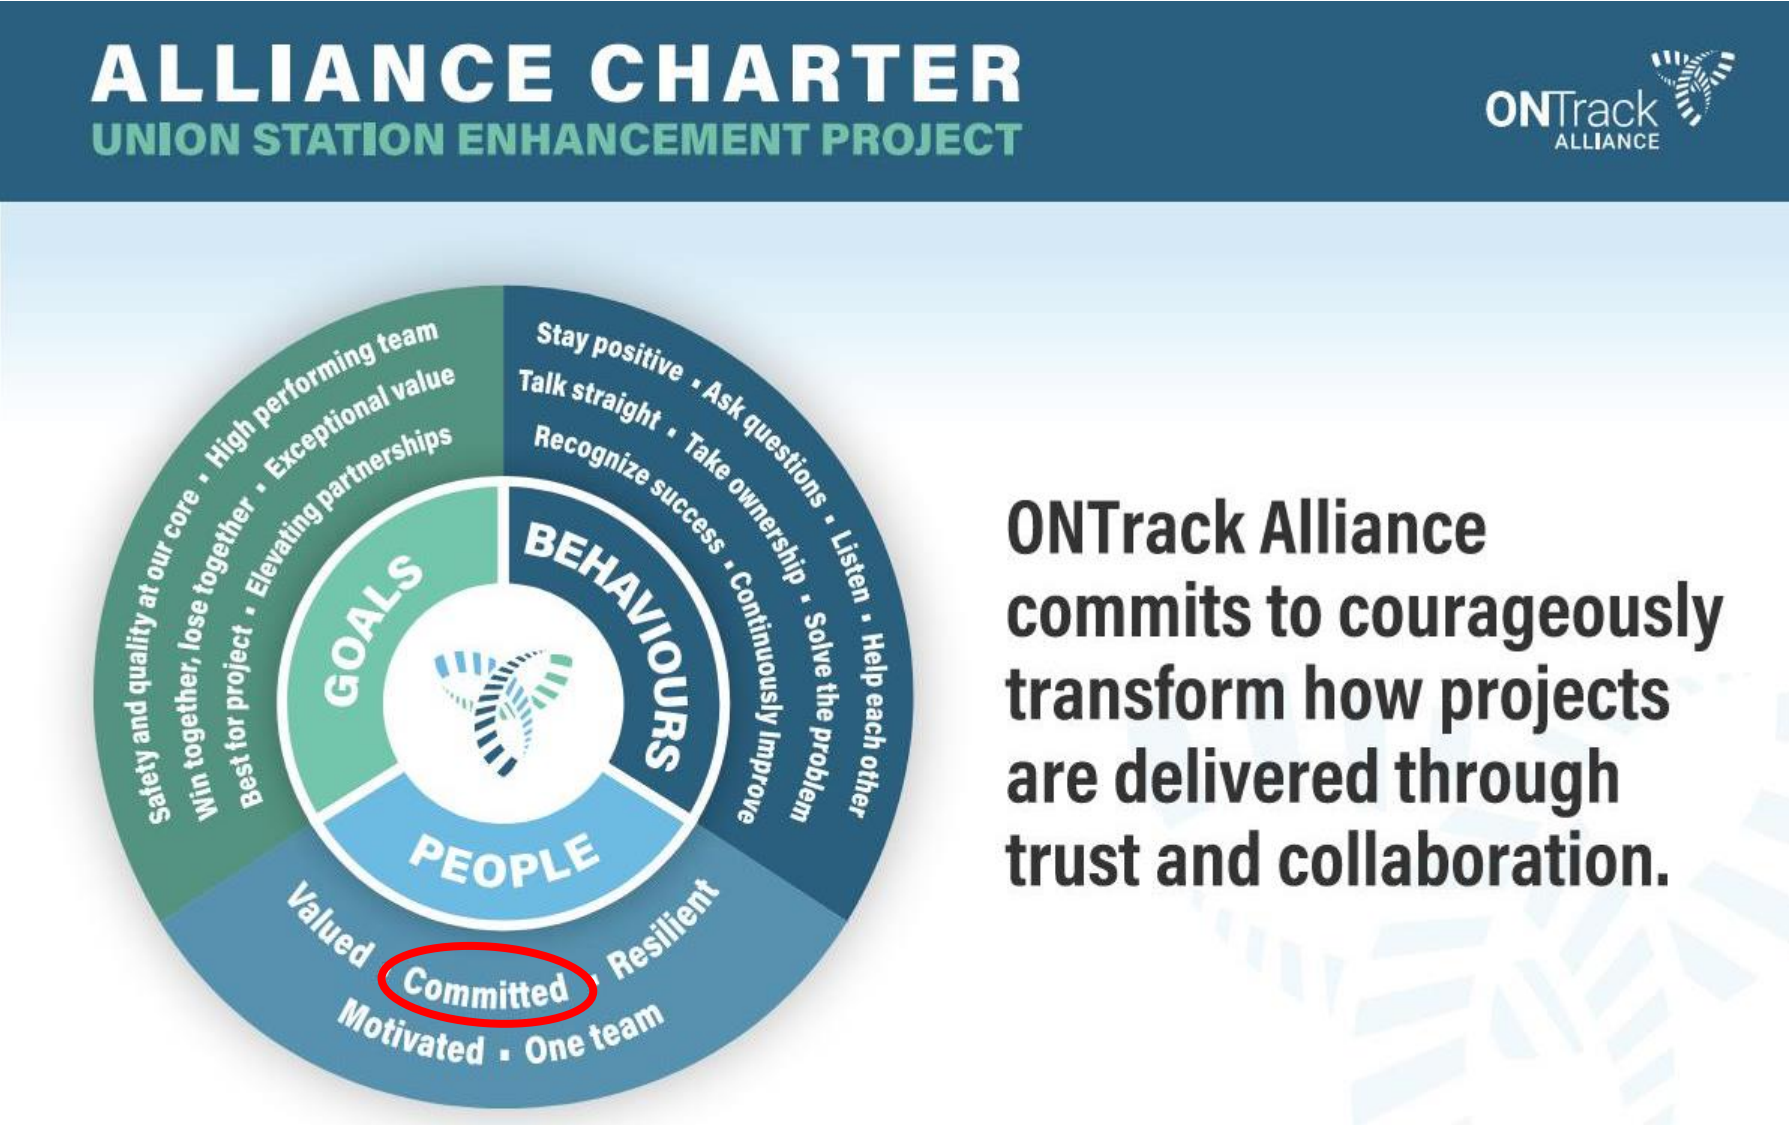 ALLIANCE CHARTER
UNION STATION ENHANCEMENT PROJECT
ONTrack
ALLIANCE
Safety and quality at our core ▪ High performing team
Win together, lose together ▪ Exceptional value
Best for project ▪ Elevating partnerships
GOALS
Stay positive ▪ Ask questions ▪ Listen ▪ Help each other
Talk straight ▪ Take ownership ▪ Solve the problem
Recognize success ▪ Continuously Improve
BEHAVIOURS
PEOPLE
Valued ▪ Committed ▪ Resilient
Motivated ▪ One team
ONTrack Alliance
commits to courageously
transform how projects
are delivered through
trust and collaboration.